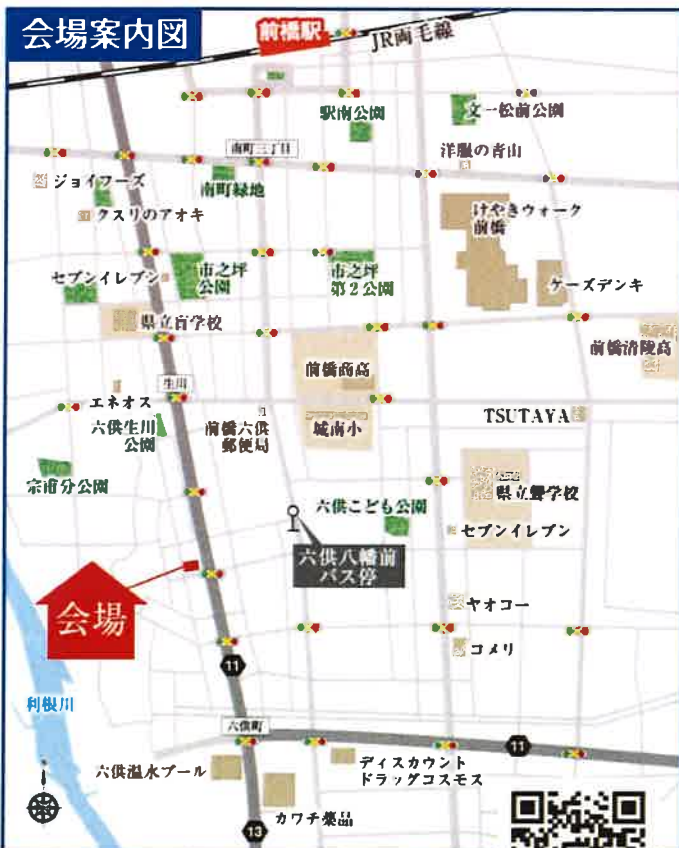 会場案内図
前橋駅
JR両毛線
駅南公園
文一松前公園
南町三丁目
洋服の青山
ジョイフーズ
南町緑地
クスリのアオキ
けやきウォーク
前橋
セブンイレブン
市之坪
公園
市之坪
第2公園
ケーズデンキ
県立盲学校
前橋清陵高
前橋商高
生川
エネオス
六供生川
公園
前橋六供
郵便局
城南小
TSUTAYA
宗甫分公園
六供こども公園
県立聾学校
セブンイレブン
六供八幡前
バス停
会場
ヤオコー
コメリ
11
利根川
六供町
11
六供温水プール
ディスカウント
ドラッグコスモス
カワチ薬品
13